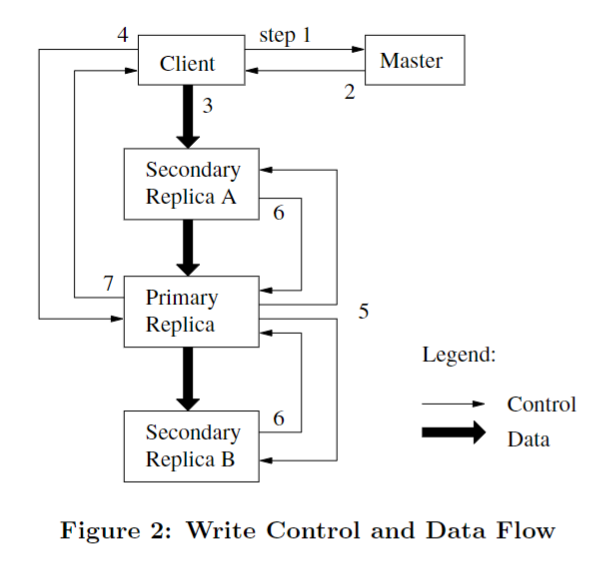 4
step 1
Client
Master
2
3
Secondary
Replica A
6
7
Primary
Replica
5
Legend:
Control
6
Secondary
Replica B
Data
Figure 2: Write Control and Data Flow